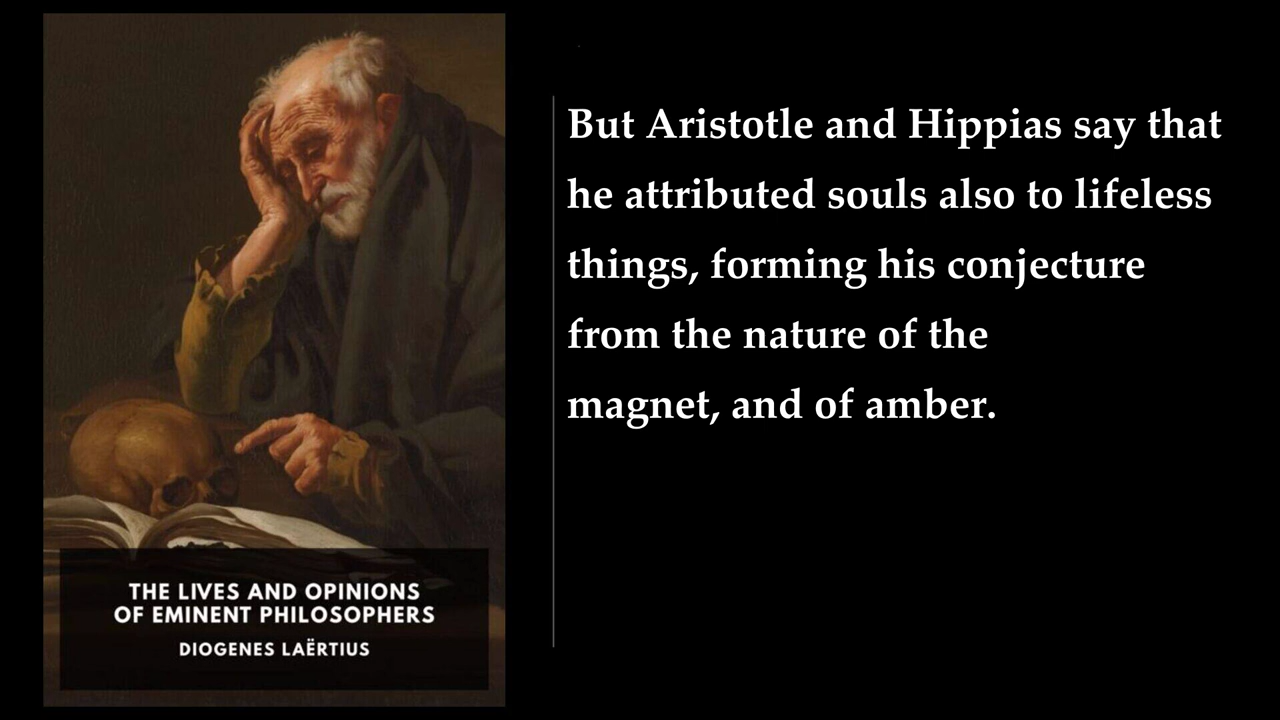 THE LIVES AND OPINIONS
OF EMINENT PHILOSOPHERS
DIOGENES LAËRTIUS
But Aristotle and Hippias say that
he attributed souls also to lifeless
things, forming his conjecture
from the nature of the
magnet, and of amber.